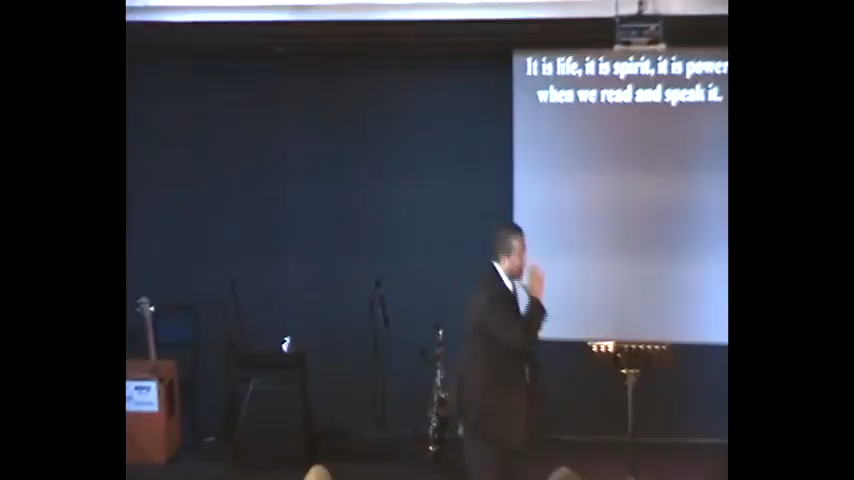 It is life, it is spirit, it is power
when we read and speak it.